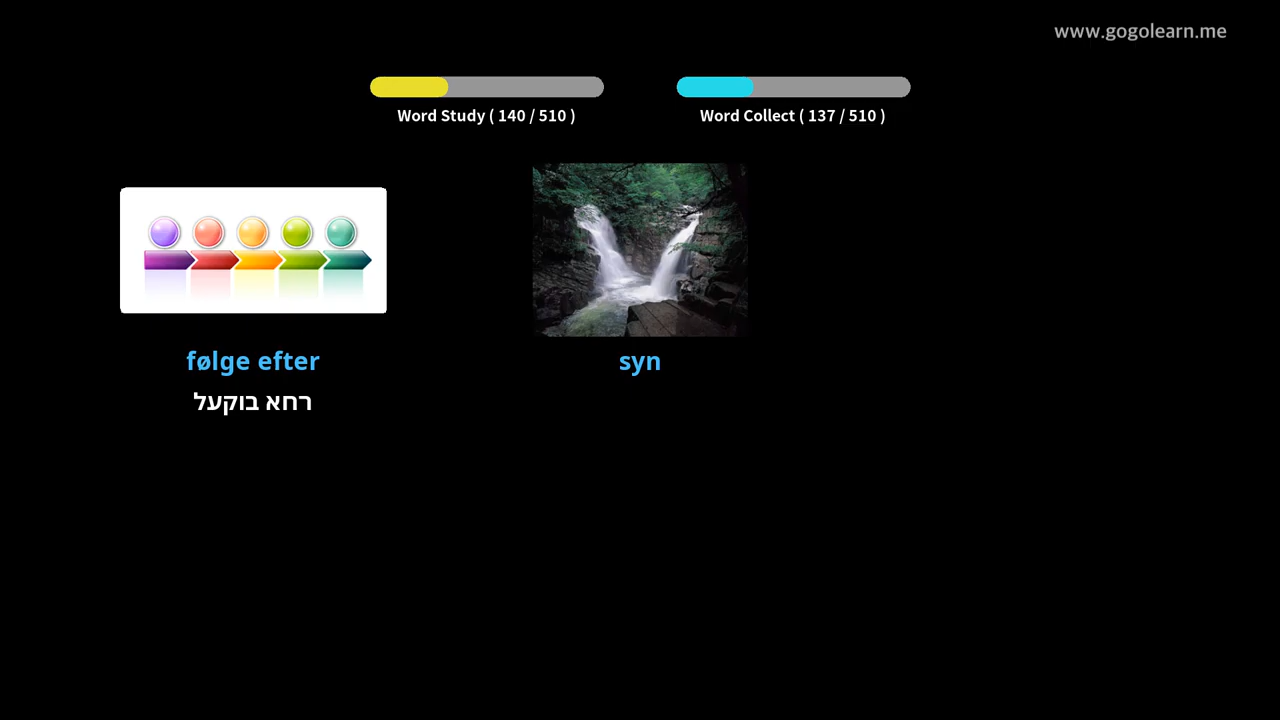 www.gogolearn.me
Word Study ( 140 / 510 )
Word Collect ( 137 / 510 )
følge efter
רחא בוקעל
syn